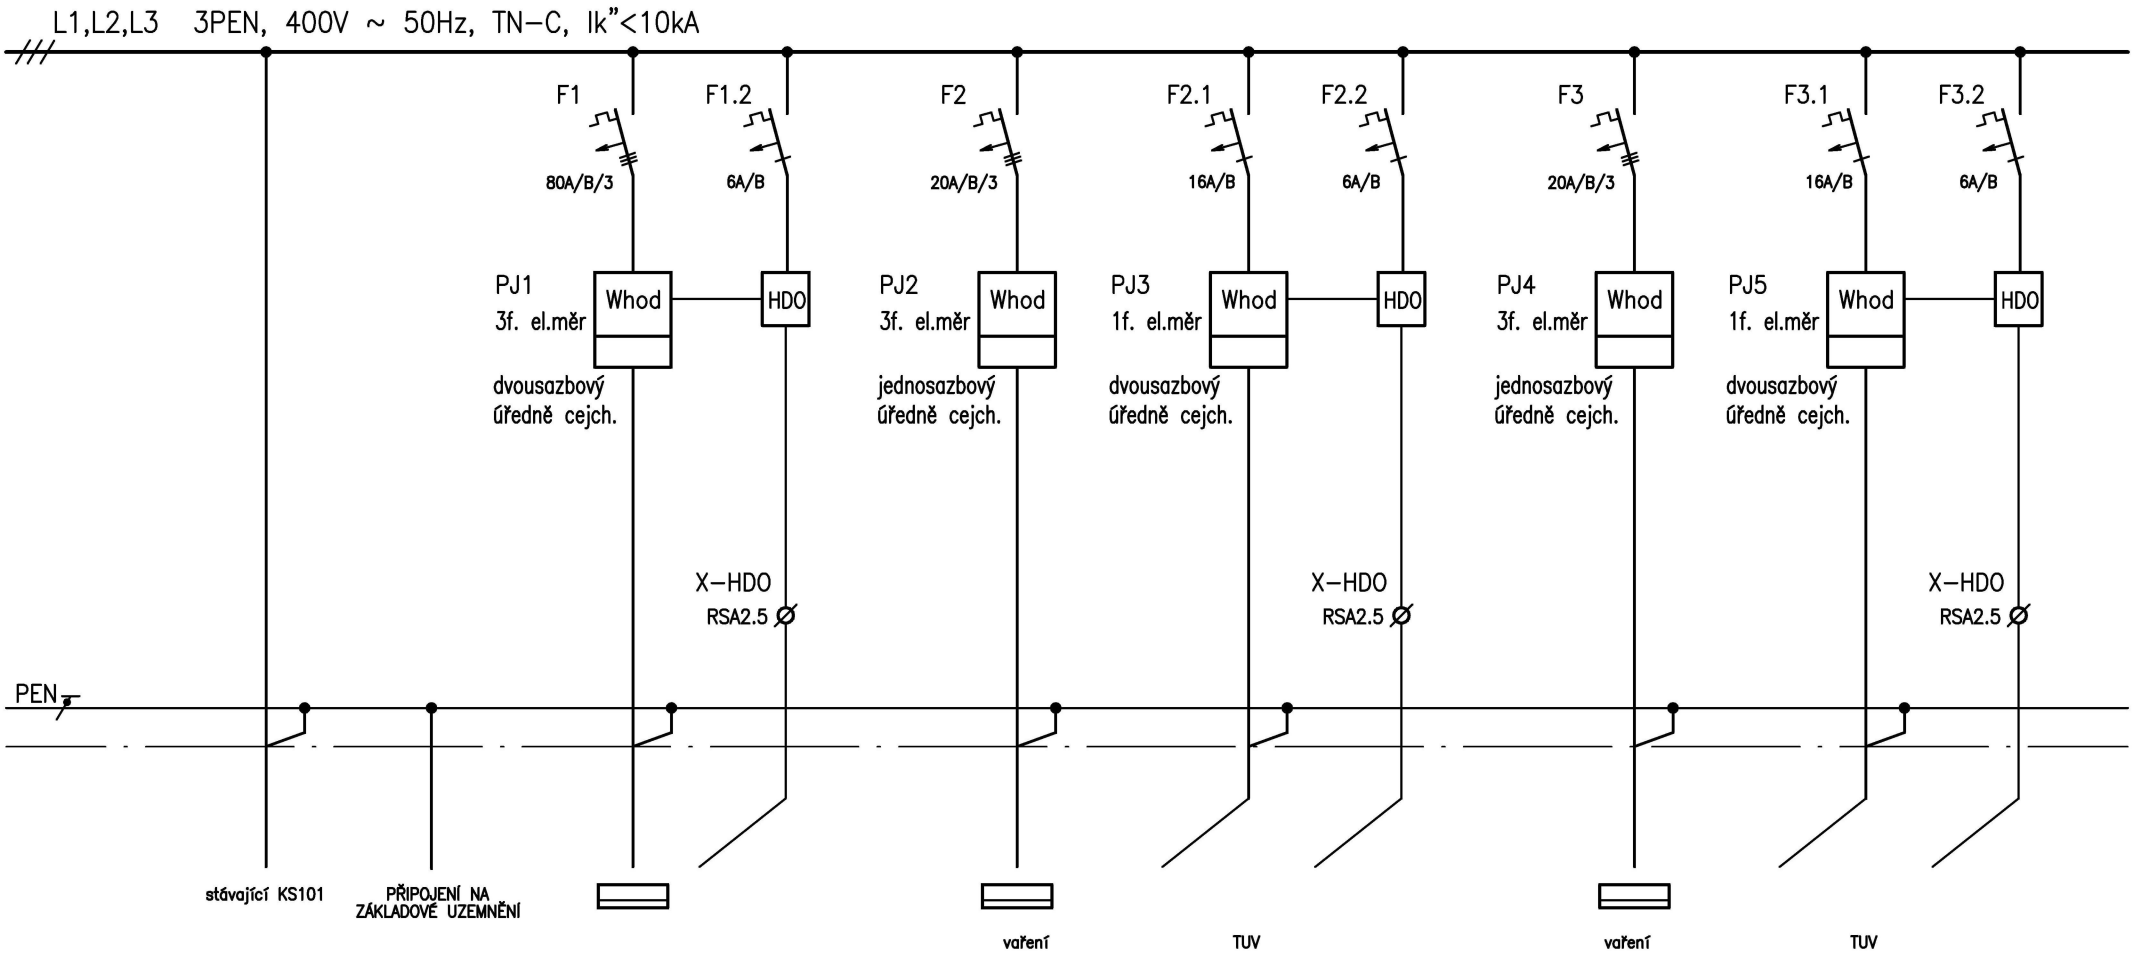 L1,L2,L3 3PEN, 400V ~ 50Hz, TN-C, Ik”<10kA
F1
F1.2
F2
F2.1
F2.2
F3
F3.1
F3.2
80A/B/3
6A/B
20A/B/3
16A/B
6A/B
20A/B/3
16A/B
6A/B
PJ1
3f. el.měr
Whod
HDO
dvousazbový
úředně cejch.
PJ2
3f. el.měr
Whod
jednosazbový
úředně cejch.
PJ3
1f. el.měr
Whod
HDO
dvousazbový
úředně cejch.
PJ4
3f. el.měr
Whod
jednosazbový
úředně cejch.
PJ5
1f. el.měr
Whod
HDO
dvousazbový
úředně cejch.
X-HDO
RSA2.5
X-HDO
RSA2.5
X-HDO
RSA2.5
PEN
stávající KS101
PŘIPOJENÍ NA
ZÁKLADOVÉ UZEMNĚNÍ
vaření
TUV
vaření
TUV